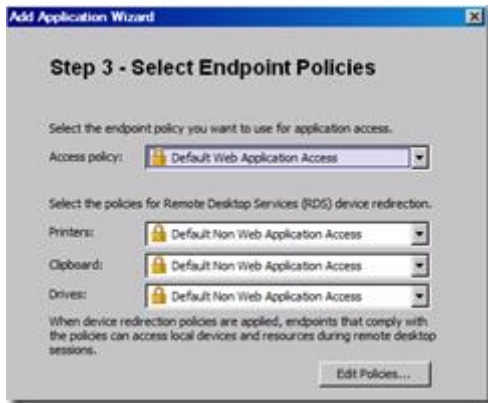 Add Application Wizard
Step 3 - Select Endpoint Policies
Select the endpoint policy you want to use for application access.
Access policy: Default Web Application Access
Select the policies for Remote Desktop Services (RDS) device redirection.
Printers: Default Non Web Application Access
Clipboard: Default Non Web Application Access
Drives: Default Non Web Application Access
When device redirection policies are applied, endpoints that comply with
the policies can access local devices and resources during remote desktop
sessions.
Edit Policies...